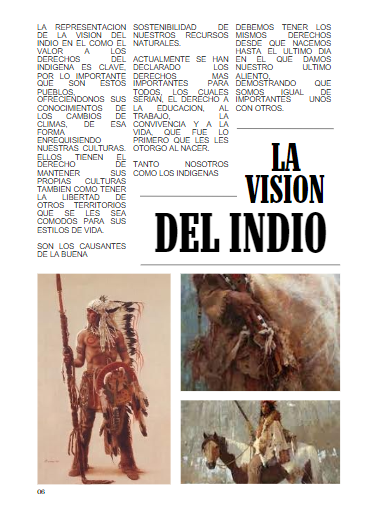 LA REPRESENTACION
DE LA VISION DEL
INDIO EN EL COMO EL
VALOR A LOS
DERECHOS DEL
INDIGENA ES CLAVE,
POR LO IMPORTANTE
QUE SON ESTOS
PUEBLOS,
OFRECIENDONOS SUS
CONOCIMIENTOS DE
LOS CAMBIOS DE
CLIMAS, DE ESA
FORMA
ENREQUISIENDO
NUESTRAS CULTURAS.
ELLOS TIENEN EL
DERECHO DE
MANTENER SUS
PROPIAS CULTURAS
TAMBIEN COMO TENER
LA LIBERTAD DE
OTROS TERRITORIOS
QUE SE LES SEA
COMODOS PARA SUS
ESTILOS DE VIDA.
SON LOS CAUSANTES
DE LA BUENA
SOSTENIBILIDAD DE
NUESTROS RECURSOS
NATURALES.
ACTUALMENTE SE HAN
DECLARADO LOS
DERECHOS MAS
IMPORTANTES PARA
TODOS, LOS CUALES
SERIAN, EL DERECHO A
LA EDUCACION, AL
TRABAJO, LA
CONVIVENCIA Y A LA
VIDA, QUE FUE LO
PRIMERO QUE LES LES
OTORGO AL NACER.
TANTO NOSOTROS
COMO LOS INDIGENAS
DEBEMOS TENER LOS
MISMOS DERECHOS
DESDE QUE NACEMOS
HASTA EL ULTIMO DIA
EN EL QUE DAMOS
NUESTRO ULTIMO
ALIENTO,
DEMOSTRANDO QUE
SOMOS IGUAL DE
IMPORTANTES UNOS
CON OTROS.
LA
VISION
DEL INDIO
06